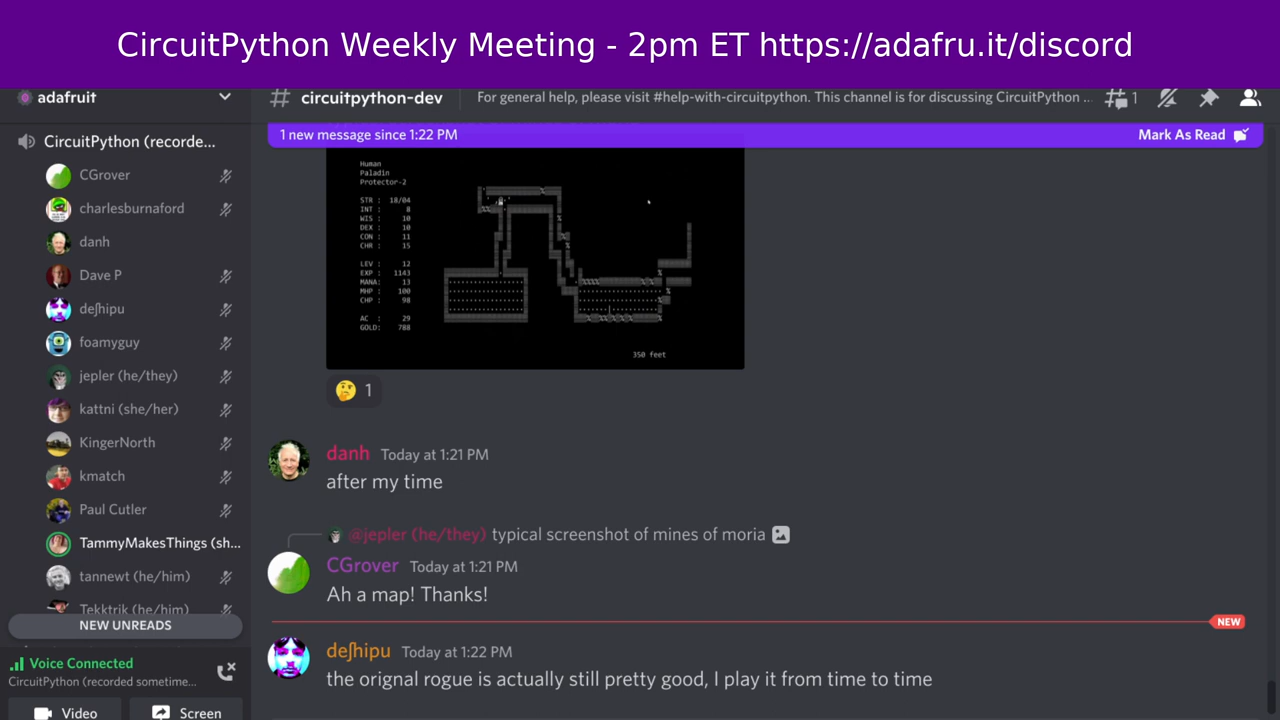 CircuitPython Weekly Meeting - 2pm ET https://adafru.it/discord
adafruit
circuitpython-dev
For general help, please visit #help-with-circuitpython. This channel is for discussing CircuitPython ...
1
1 new message since 1:22 PM
Mark As Read
CircuitPython (recorde...
CGrover
charlesburnaford
danh
Dave P
deʃhipu
foamyguy
jepler (he/they)
kattni (she/her)
KingerNorth
kmatch
Paul Cutler
TammyMakesThings (sh...
tannewt (he/him)
Tekktrik (he/him)
NEW UNREADS
Voice Connected
CircuitPython (recorded sometime...
Video
Screen
Human
Paladin
Protector-2
STR : 18/04
INT : 8
WIS : 10
DEX : 10
CON : 11
CHR : 15
LEV : 12
EXP : 1143
MANA: 13
MHP : 100
CHP : 98
AC : 29
GOLD: 788
350 feet
1
danh Today at 1:21 PM
after my time
@jepler (he/they) typical screenshot of mines of moria
CGrover Today at 1:21 PM
Ah a map! Thanks!
NEW
deʃhipu Today at 1:22 PM
the orignal rogue is actually still pretty good, I play it from time to time